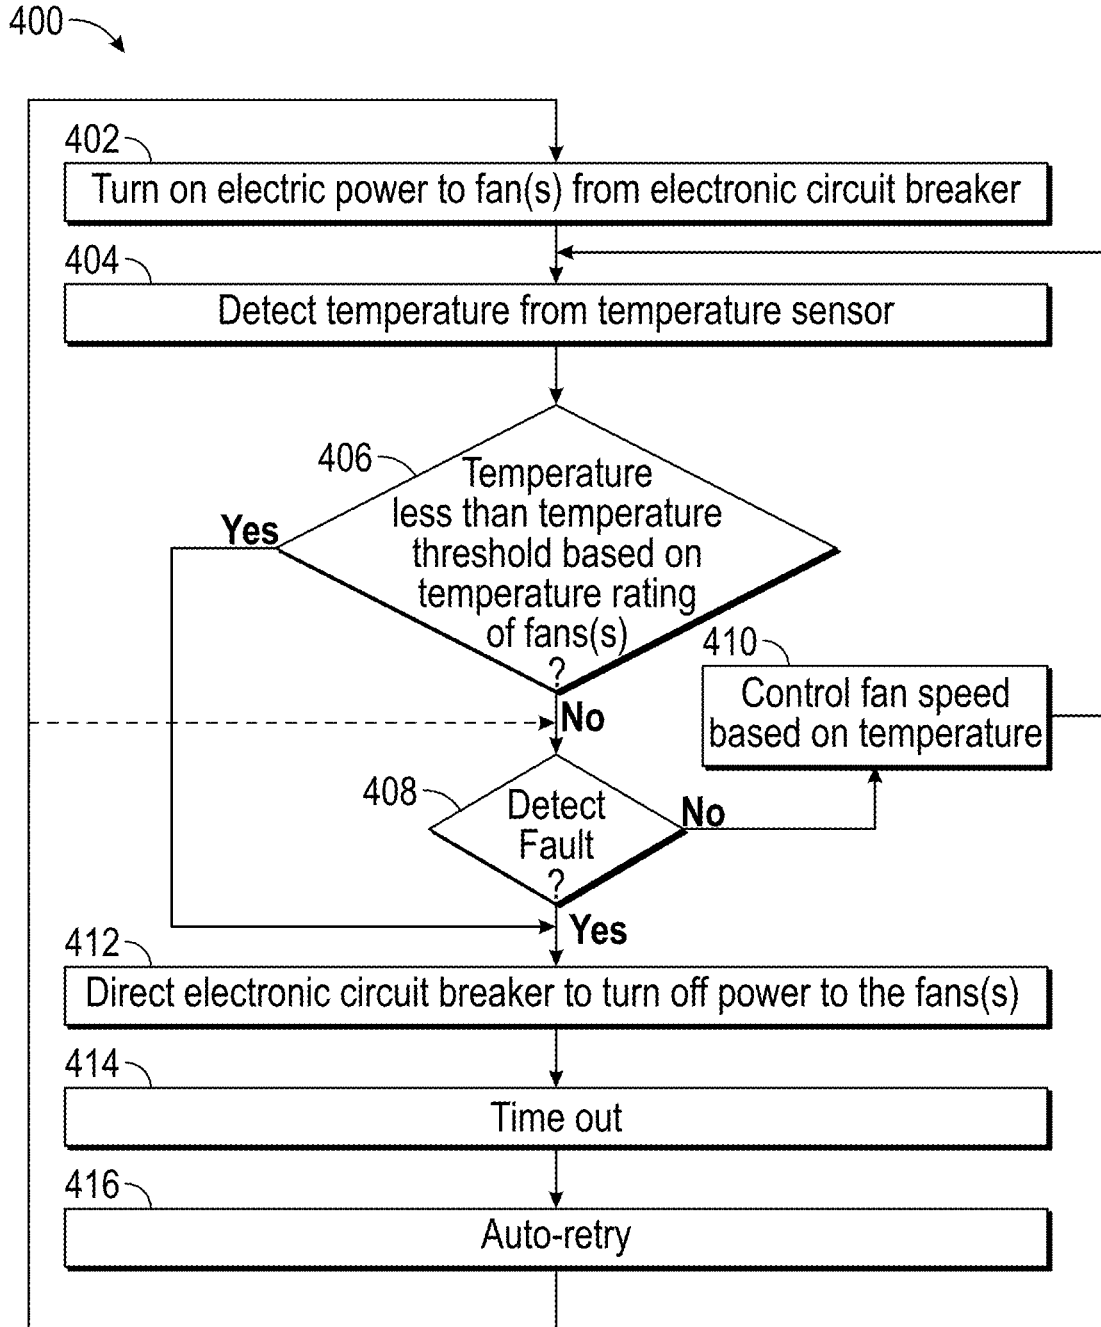 400
402
Turn on electric power to fan(s) from electronic circuit breaker
404
Detect temperature from temperature sensor
406
Temperature
less than temperature
threshold based on
temperature rating
of fans(s)
?
Yes
No
410
Control fan speed
based on temperature
408
Detect
Fault
?
No
Yes
412
Direct electronic circuit breaker to turn off power to the fans(s)
414
Time out
416
Auto-retry